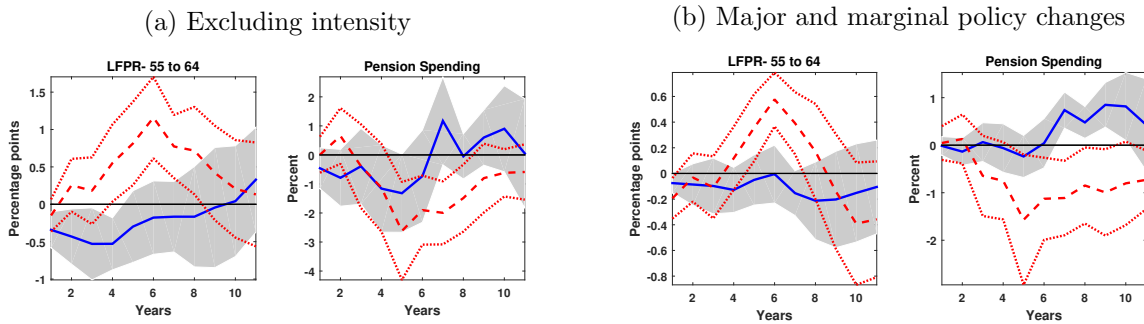 (a) Excluding intensity
LFPR- 55 to 64
Percentage points
1.5
1
0.5
0
-0.5
-1
2 4 6 8 10
Years
Pension Spending
Percent
2
1
0
-1
-2
-3
-4
2 4 6 8 10
Years
(b) Major and marginal policy changes
LFPR- 55 to 64
Percentage points
0.6
0.4
0.2
0
-0.2
-0.4
-0.6
-0.8
2 4 6 8 10
Years
Pension Spending
Percent
1
0
-1
-2
2 4 6 8 10
Years